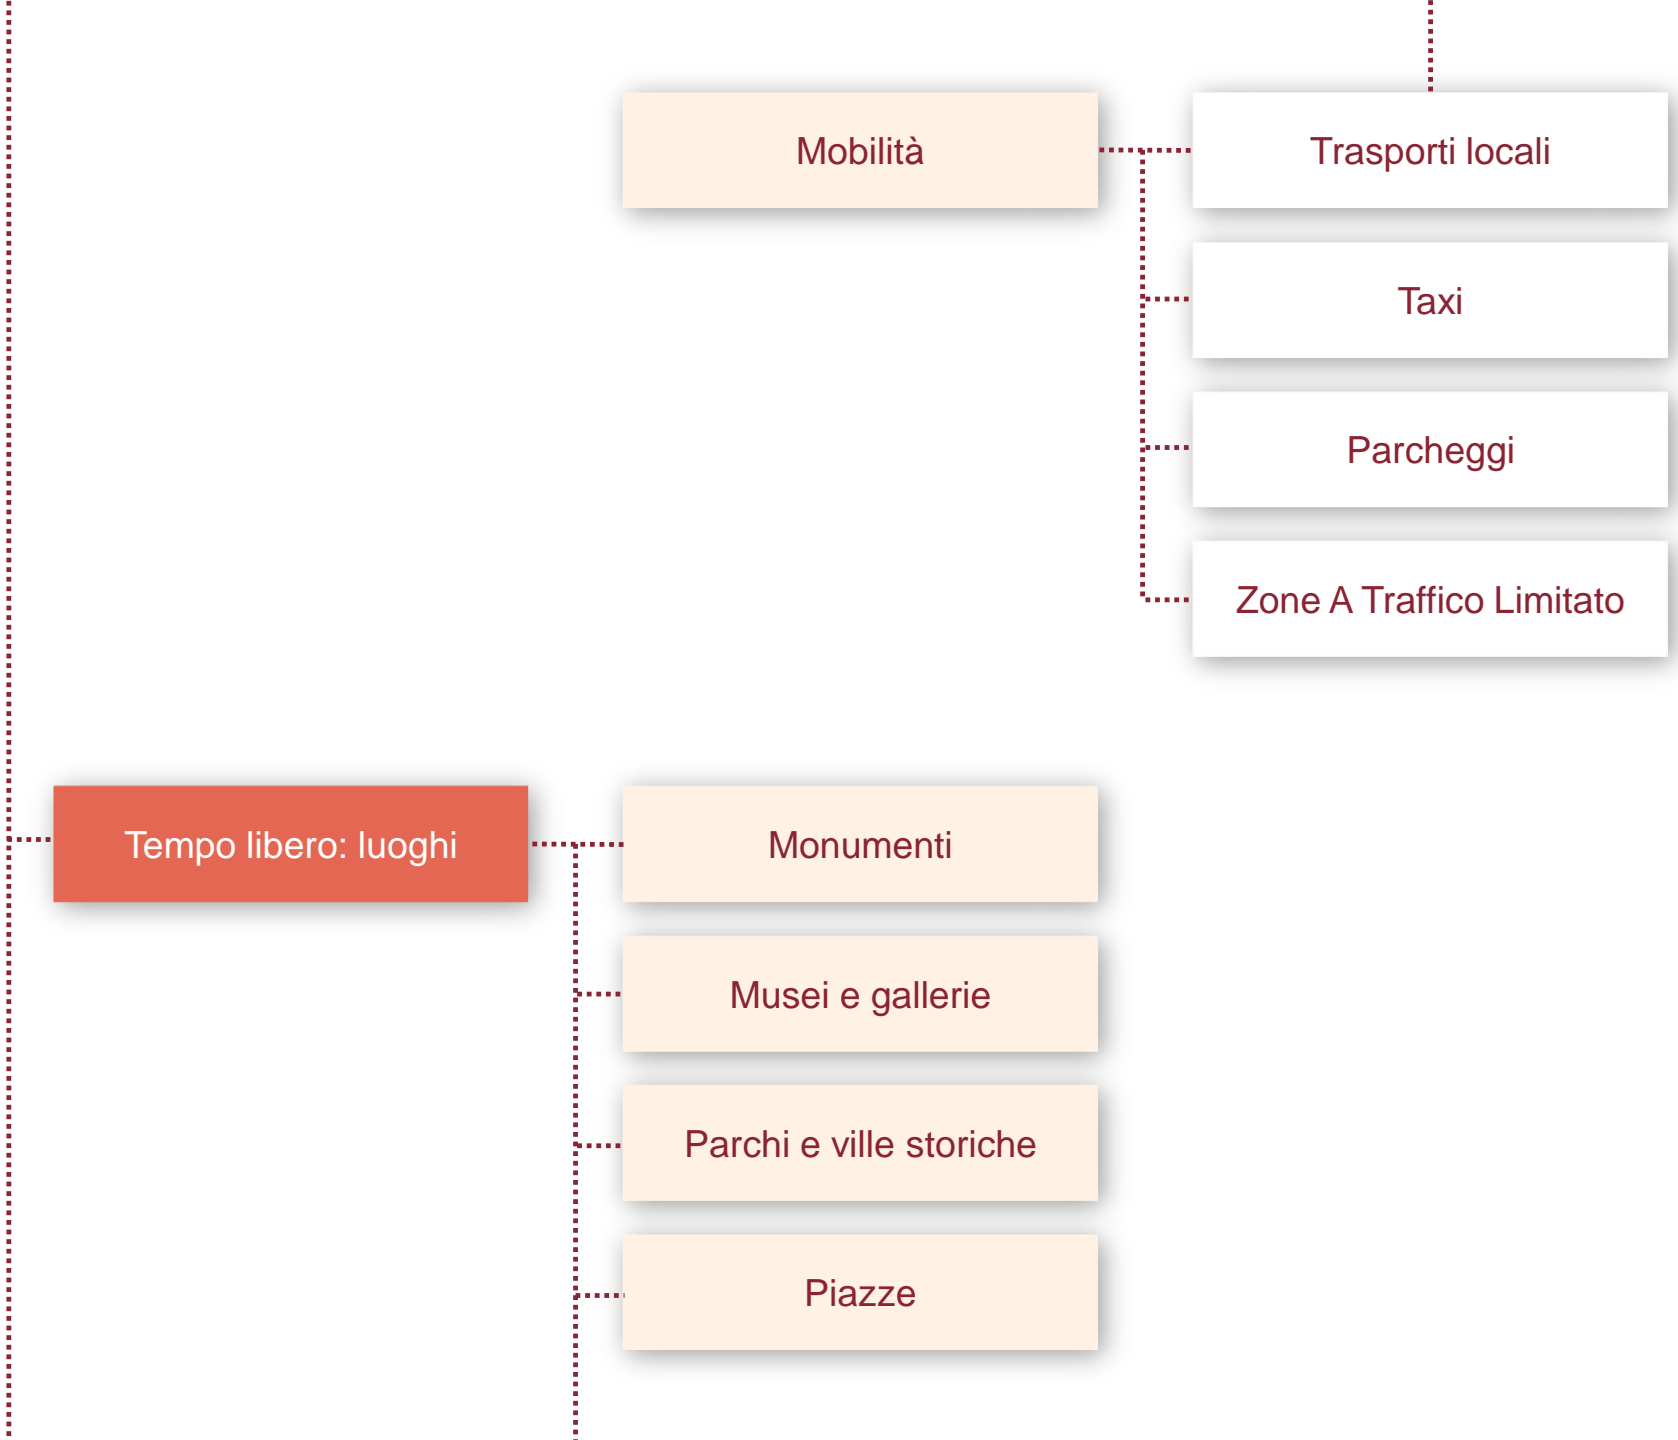 Mobilità
Trasporti locali
Taxi
Parcheggi
Zone A Traffico Limitato
Tempo libero: luoghi
Monumenti
Musei e gallerie
Parchi e ville storiche
Piazze